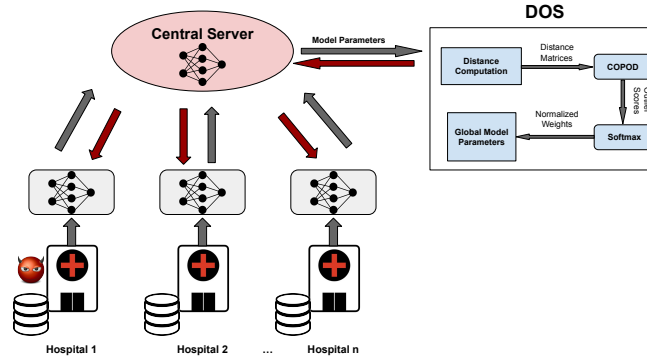 DOS
Central Server
Model Parameters
Distance
Computation
Distance
Matrices
COPOD
Scores
Normalized
Weights
Global Model
Parameters
Softmax
Hospital 1
Hospital 2
...
Hospital n